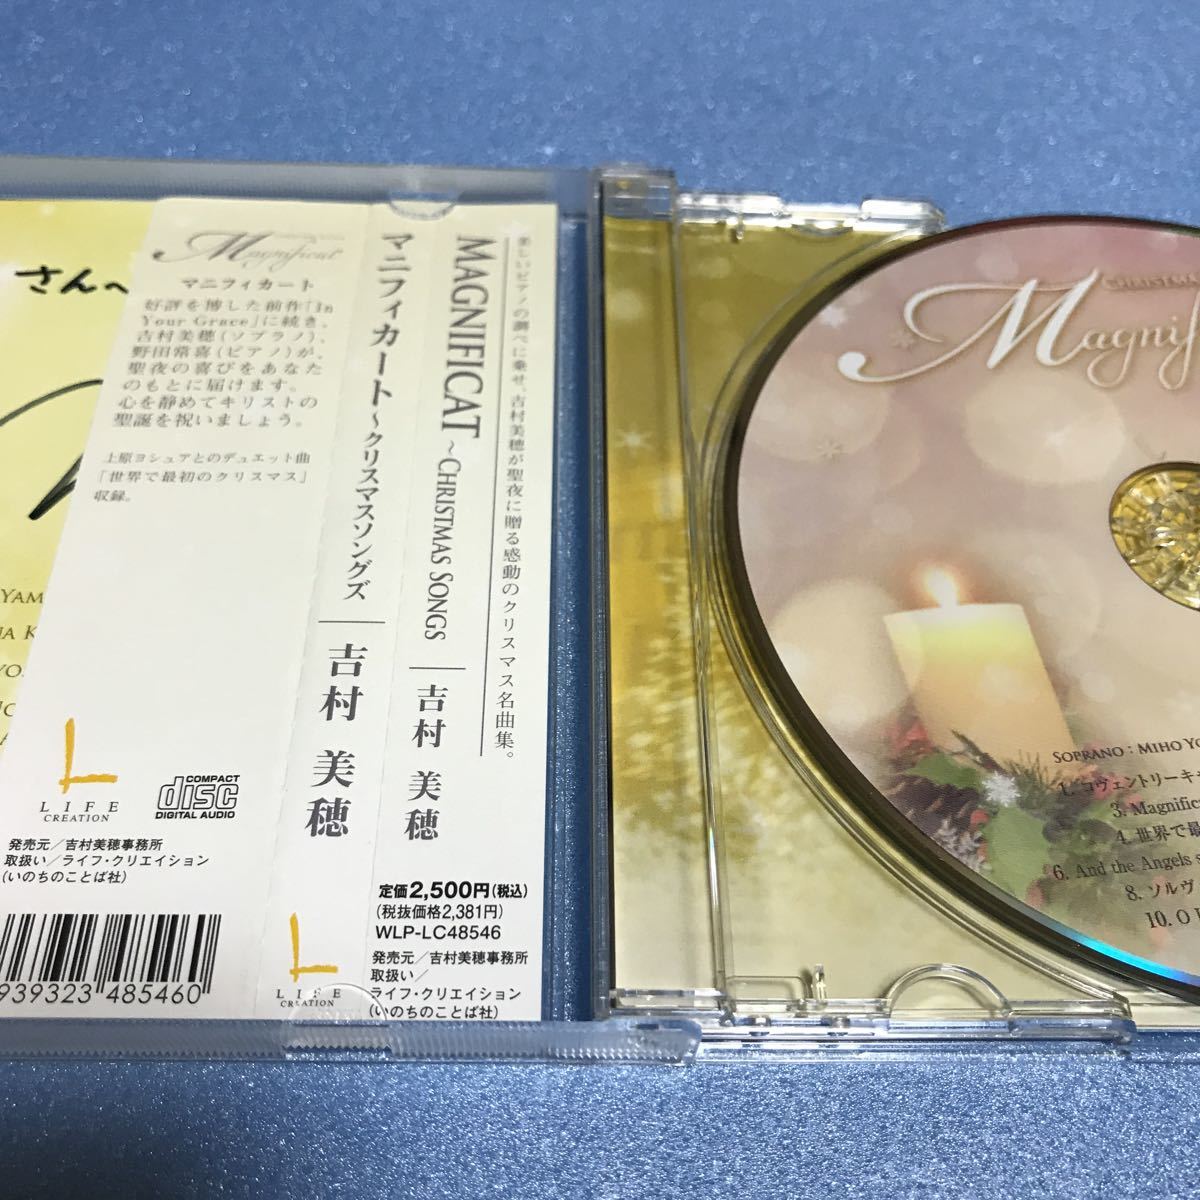 さんへ
YAM
A K
YO
Magnificat
マニフィカート
好評を博した前作「In
Your Grace」に続き、
吉村美穂(ソプラノ)、
野田常喜(ピアノ)が、
聖夜の喜びをあなた
のもとに届けます。
心を静めてキリストの
聖誕を祝いましょう。
上原ヨシュアとのデュエット曲
「世界で最初のクリスマス」
収録。
LIFE
CREATION
COMPACT
disc
DIGITAL AUDIO
発売元/吉村美穂事務所
取扱い/ライフ・クリエイション
(いのちのことば社)
939323 485460
マニフィカート~クリスマスソングズ
吉村 美穂
LIFE
CREATION
美しいピアノの調べに乗せ、吉村美穂が聖夜に贈る感動のクリスマス名曲集。
MAGNIFICAT ~CHRISTMAS SONGS
吉村 美穂
定価2,500円(税込)
(税抜価格2,381円)
WLP-LC48546
発売元/吉村美穂事務所
取扱い/
ライフ・クリエイション
(いのちのことば社)
CHRISTMAS
Magnif
SOPRANO : MIHO YO
1. コヴェントリーキャ
3. Magnific
4. 世界で最
6. And the Angels s
8. ソルヴ
10. O